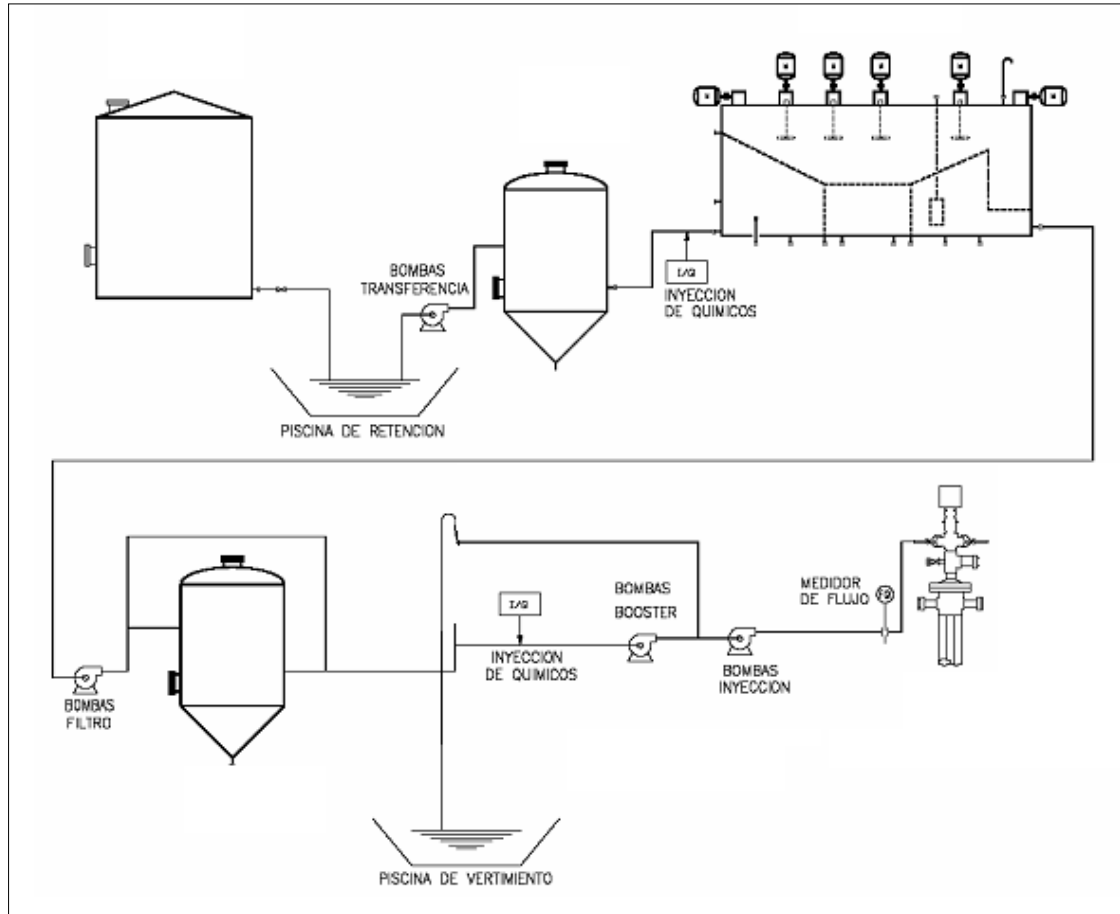 BOMBAS
TRANSFERENCIA
I/Q
INYECCION
DE QUIMICOS
PISCINA DE RETENCION
BOMBAS
FILTRO
I/Q
INYECCION
DE QUIMICOS
BOMBAS
BOOSTER
BOMBAS
INYECCION
MEDIDOR
DE FLUJO
PISCINA DE VERTIMIENTO